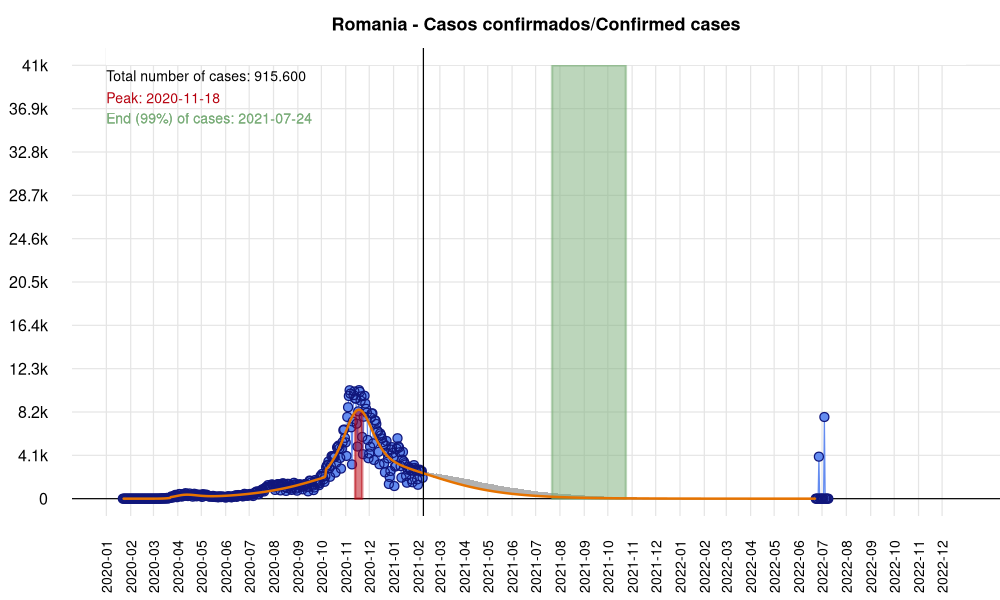 Romania - Casos confirmados/Confirmed cases
Total number of cases: 915.600
Peak: 2020-11-18
End (99%) of cases: 2021-07-24
41k
36.9k
32.8k
28.7k
24.6k
20.5k
16.4k
12.3k
8.2k
4.1k
0
2020-01
2020-02
2020-03
2020-04
2020-05
2020-06
2020-07
2020-08
2020-09
2020-10
2020-11
2020-12
2021-01
2021-02
2021-03
2021-04
2021-05
2021-06
2021-07
2021-08
2021-09
2021-10
2021-11
2021-12
2022-01
2022-02
2022-03
2022-04
2022-05
2022-06
2022-07
2022-08
2022-09
2022-10
2022-11
2022-12